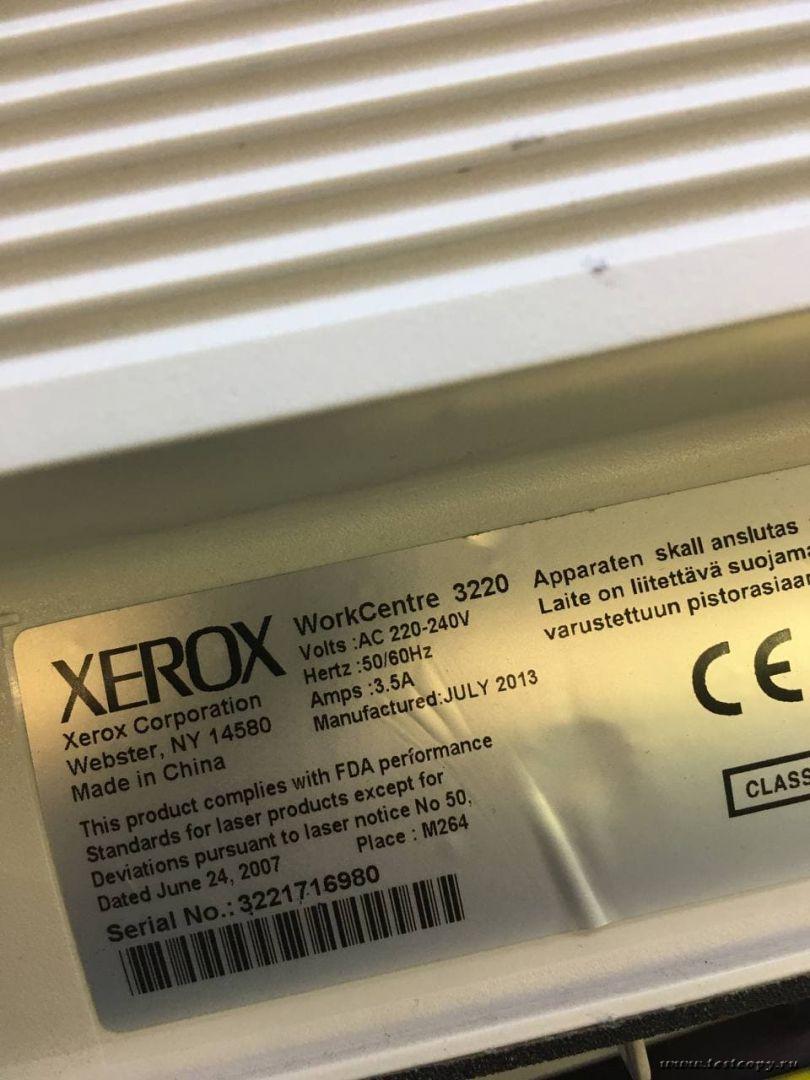 XEROX
Xerox Corporation
Webster, NY 14580
Made in China
WorkCentre 3220
Volts :AC 220-240V
Hertz :50/60Hz
Amps :3.5A
Manufactured:JULY 2013
Apparaten skall anslutas
Laite on liitettävä suojama
varustettuun pistorasiaan
CE
CLASS
This product complies with FDA performance
Standards for laser products except for
Deviations pursuant to laser notice No 50,
Dated June 24, 2007
Place : M264
Serial No.: 3221716980
www.testcopy.ru